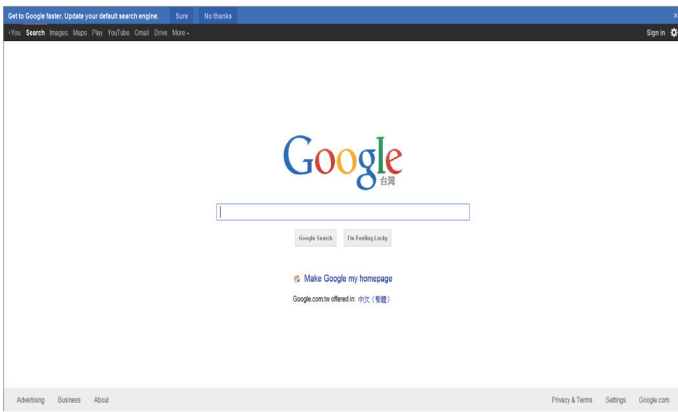 Get to Google faster. Update your default search engine. Sure No thanks x
+You Search Images Maps Play YouTube Gmail Drive More Sign in
Google
台灣
Google Search I'm Feeling Lucky
Make Google my homepage
Google.com.tw offered in: 中文（繁體）
Advertising Business About Privacy & Terms Settings Google.com